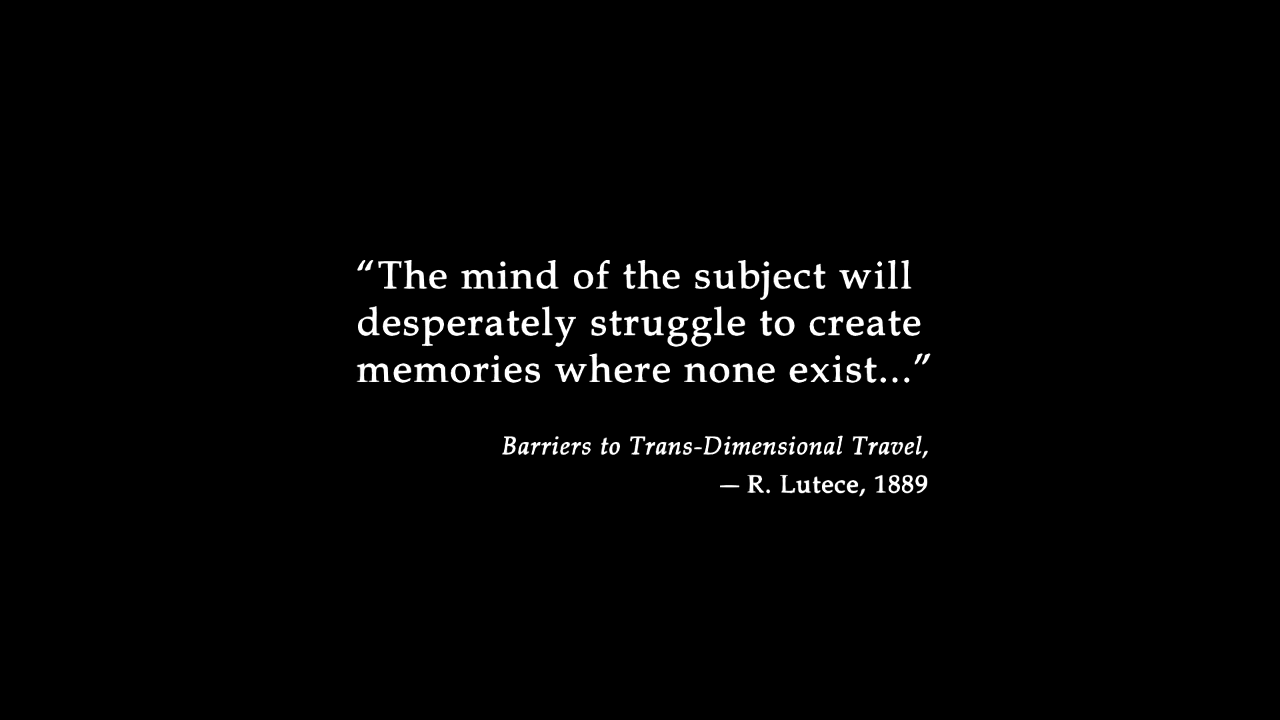 “The mind of the subject will
desperately struggle to create
memories where none exist...”
Barriers to Trans-Dimensional Travel,
— R. Lutece, 1889